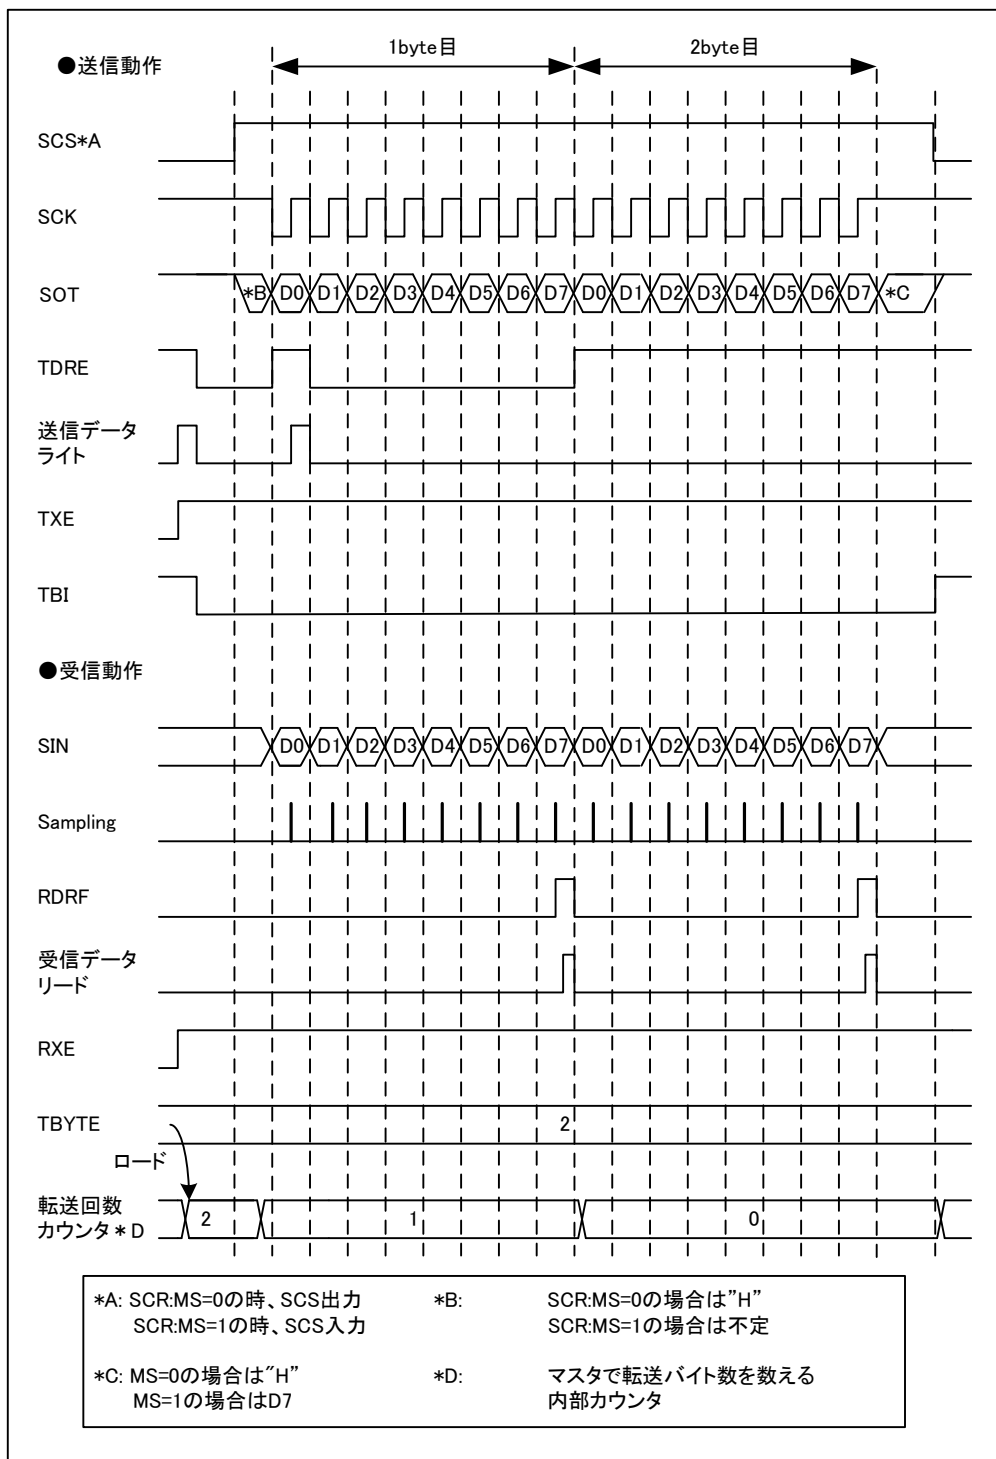 1byte目 2byte目
●送信動作
SCS*A
SCK
SOT *B D0 D1 D2 D3 D4 D5 D6 D7 D0 D1 D2 D3 D4 D5 D6 D7 *C
TDRE
送信データ
ライト
TXE
TBI
●受信動作
SIN D0 D1 D2 D3 D4 D5 D6 D7 D0 D1 D2 D3 D4 D5 D6 D7
Sampling
RDRF
受信データ
リード
RXE
TBYTE 2
ロード
転送回数
カウンタ*D 2 1 0
*A: SCR:MS=0の時、SCS出力
SCR:MS=1の時、SCS入力
*B: SCR:MS=0の場合は”H”
SCR:MS=1の場合は不定
*C: MS=0の場合は"H”
MS=1の場合はD7
*D: マスタで転送バイト数を数える
内部カウンタ